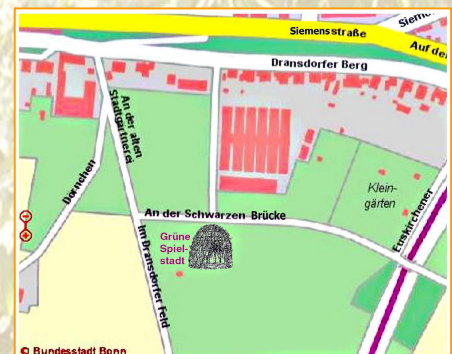 Siemensstraße
Siemens
Auf der
Dransdorfer Berg
An der alten
Stadtgärtnerei
Dörnchen
Klein-
gärten
An der Schwarzen Brücke
Euskirchener
Grüne
Spiel-
stadt
Im Dransdorfer Feld
© Bundesstadt Bonn